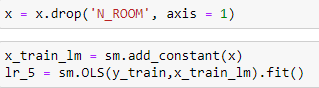 x = x.drop('N_ROOM', axis = 1)
x_train_lm = sm.add_constant(x)
lr_5 = sm.OLS(y_train,x_train_lm).fit()